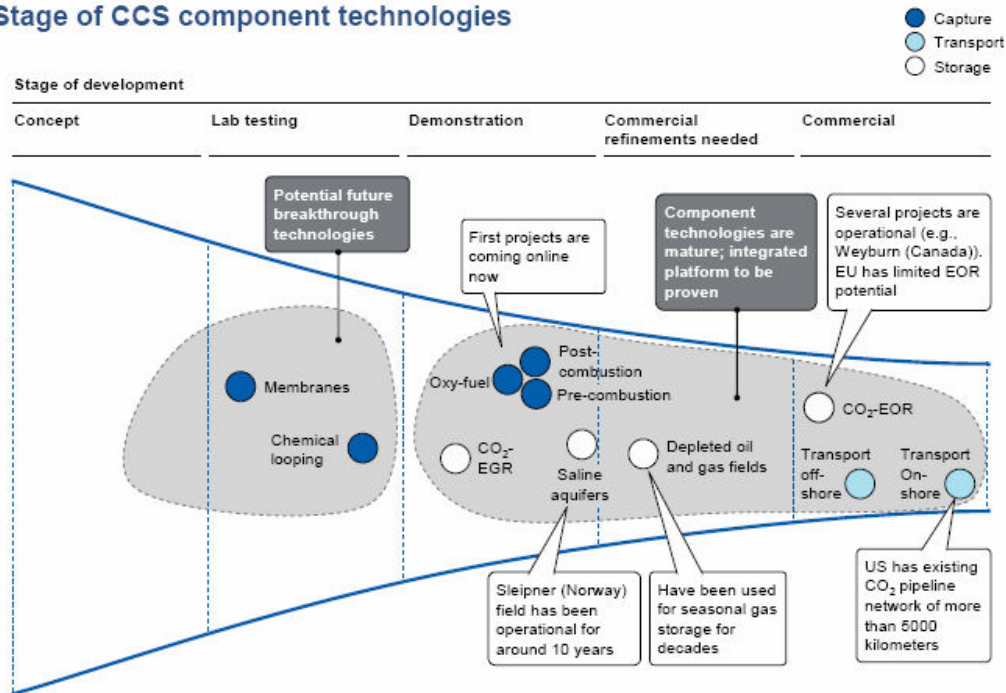 Stage of CCS component technologies
Capture
Transport
Storage
Stage of development
Concept
Lab testing
Demonstration
Commercial
refinements needed
Commercial
Potential future
breakthrough
technologies
First projects are
coming online
now
Component
technologies are
mature; integrated
platform to be
proven
Several projects are
operational (e.g.,
Weyburn (Canada)).
EU has limited EOR
potential
Membranes
Chemical
looping
Oxy-fuel
Post-
combustion
Pre-combustion
CO₂-
EGR
Saline
aquifers
Depleted oil
and gas fields
CO₂-EOR
Transport
off-
shore
Transport
On-
shore
Sleipner (Norway)
field has been
operational for
around 10 years
Have been used
for seasonal gas
storage for
decades
US has existing
CO₂ pipeline
network of more
than 5000
kilometers